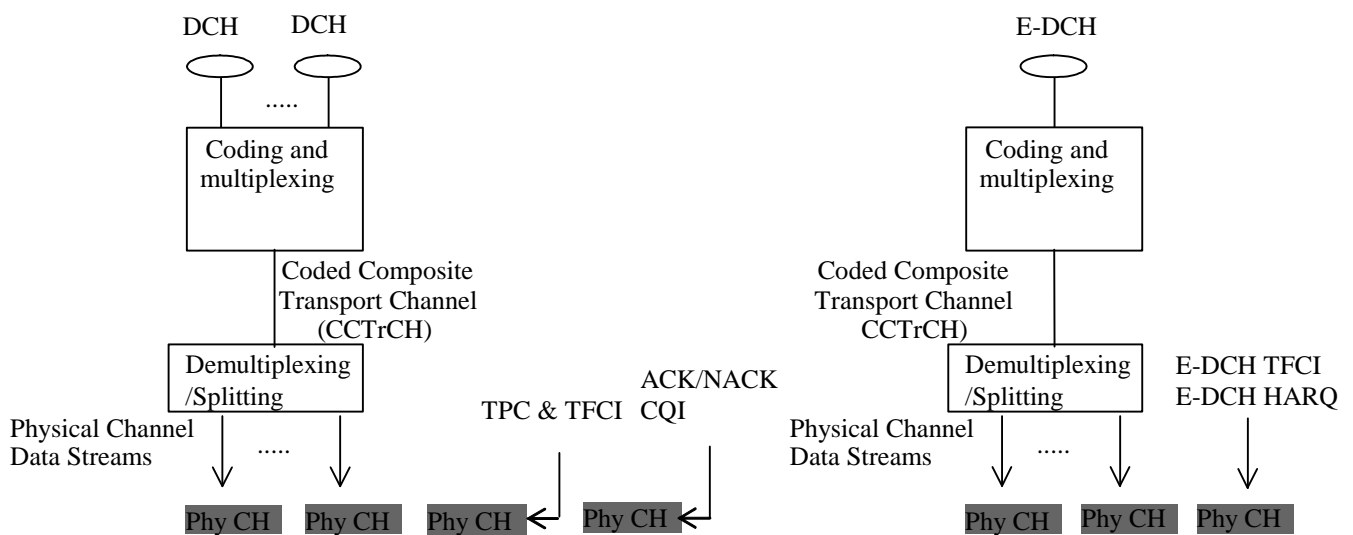 DCH DCH
.....
Coding and
multiplexing
Coded Composite
Transport Channel
(CCTrCH)
Demultiplexing
/Splitting
Physical Channel
Data Streams
.....
TPC & TFCI
ACK/NACK
CQI
Phy CH Phy CH Phy CH Phy CH
E-DCH
Coding and
multiplexing
Coded Composite
Transport Channel
CCTrCH)
Demultiplexing
/Splitting
E-DCH TFCI
E-DCH HARQ
Physical Channel
Data Streams
.....
Phy CH Phy CH Phy CH